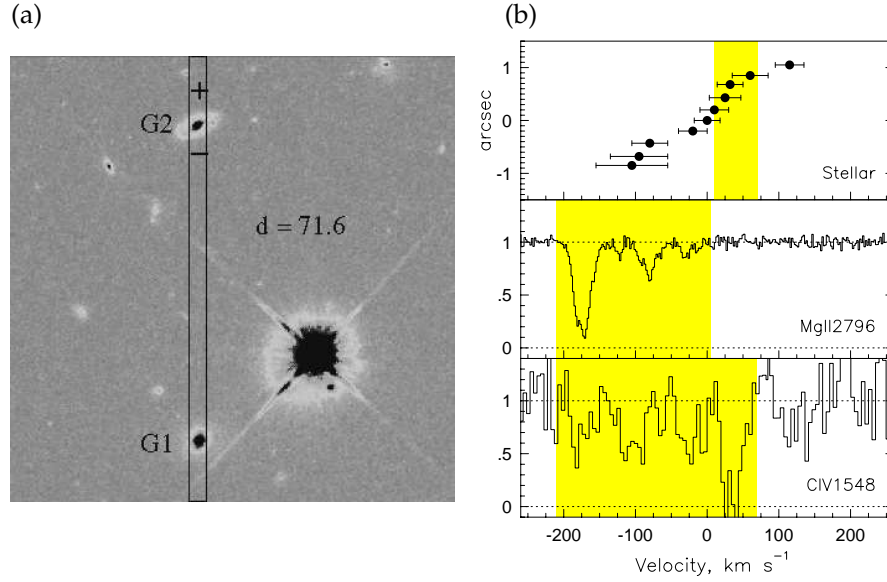 (a)
G2
+
−
d = 71.6
G1
(b)
arcsec
1
0
-1
Stellar
1
.5
0
MgII2796
1
.5
0
CIV1548
-200 -100 0 100 200
Velocity, km s⁻¹